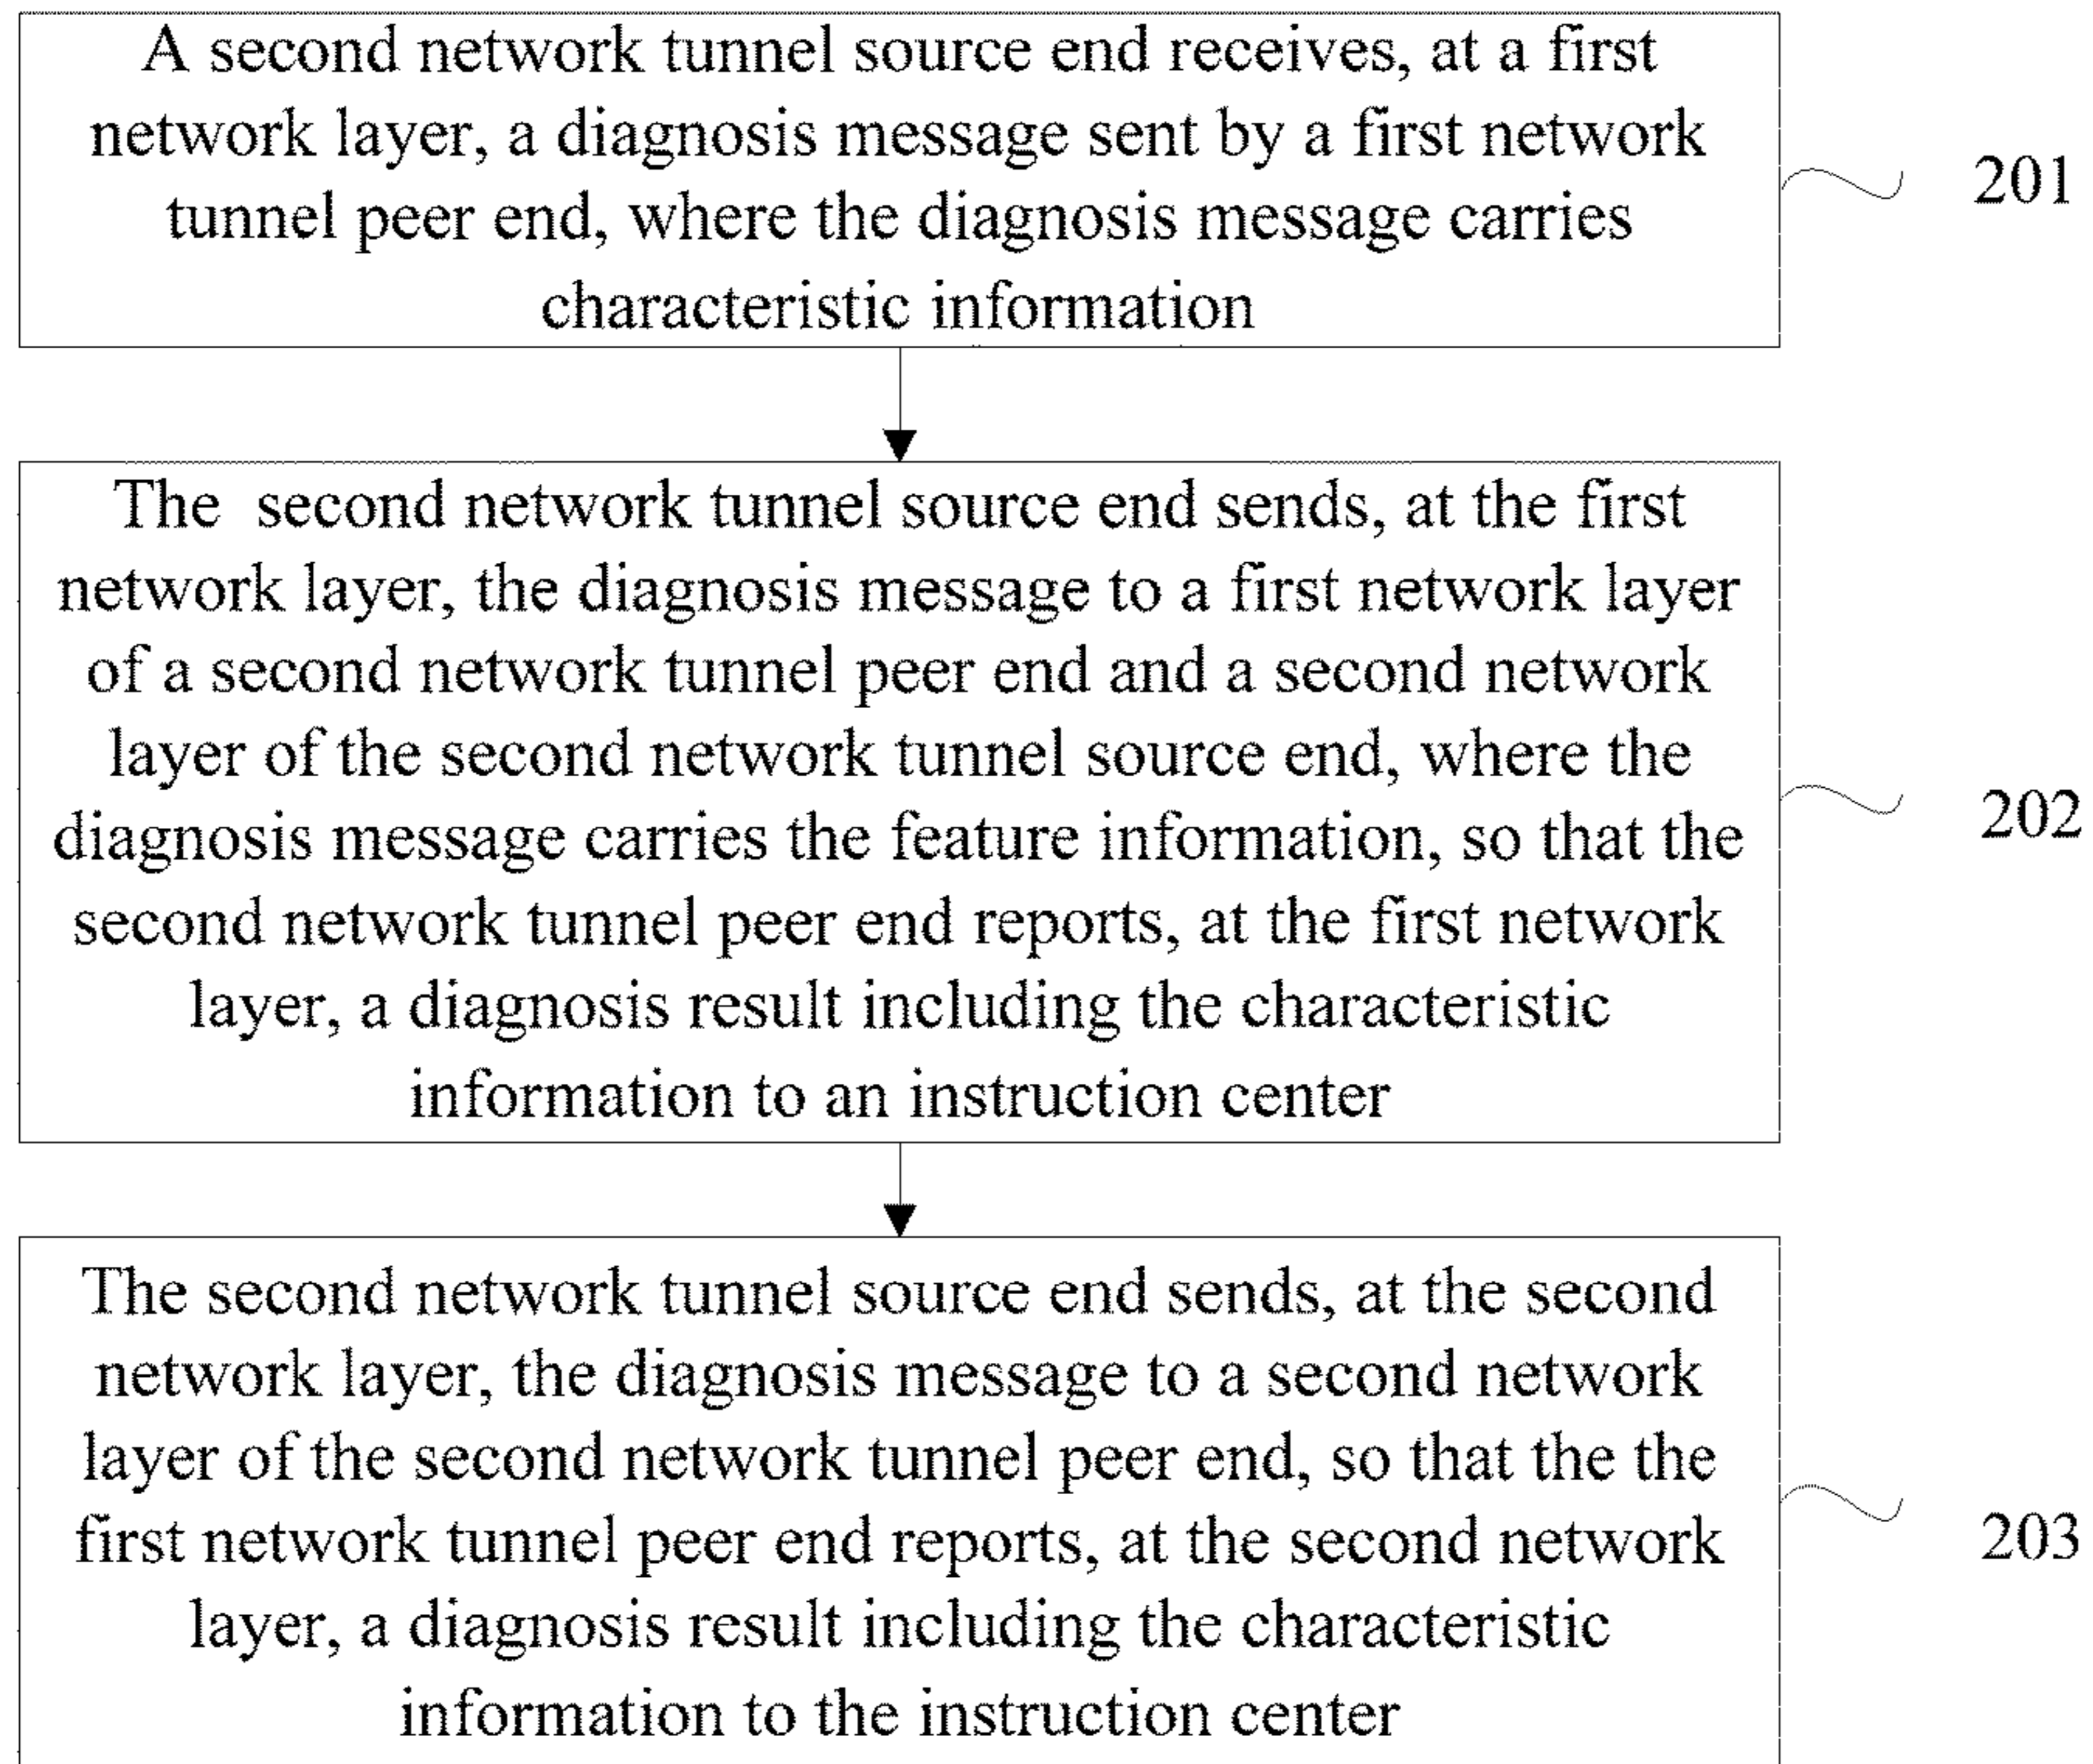 A second network tunnel source end receives, at a first
network layer, a diagnosis message sent by a first network
tunnel peer end, where the diagnosis message carries
characteristic information
201
The second network tunnel source end sends, at the first
network layer, the diagnosis message to a first network layer
of a second network tunnel peer end and a second network
layer of the second network tunnel source end, where the
diagnosis message carries the feature information, so that the
second network tunnel peer end reports, at the first network
layer, a diagnosis result including the characteristic
information to an instruction center
202
The second network tunnel source end sends, at the second
network layer, the diagnosis message to a second network
layer of the second network tunnel peer end, so that the the
first network tunnel peer end reports, at the second network
layer, a diagnosis result including the characteristic
information to the instruction center
203